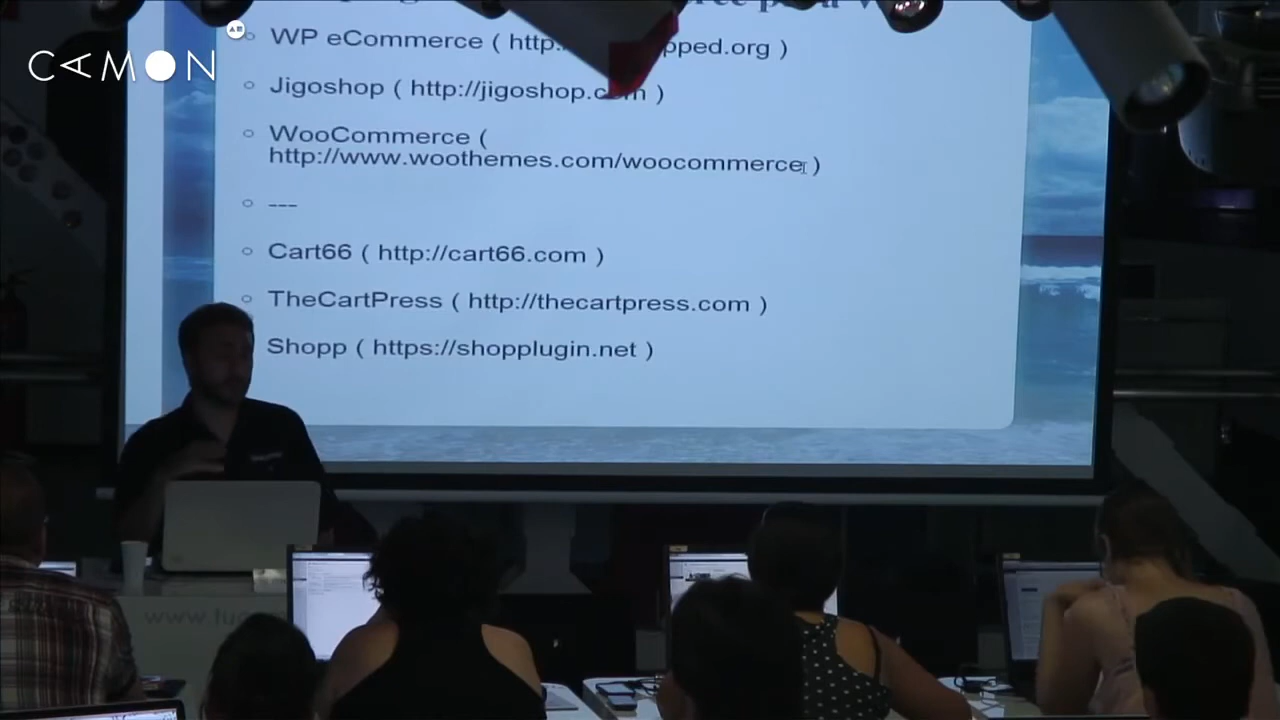 CAMON
WP eCommerce ( http: pped.org )
Jigoshop ( http://jigoshop.com )
WooCommerce (
http://www.woothemes.com/woocommerce )
---
Cart66 ( http://cart66.com )
TheCartPress ( http://thecartpress.com )
Shopp ( https://shopplugin.net )